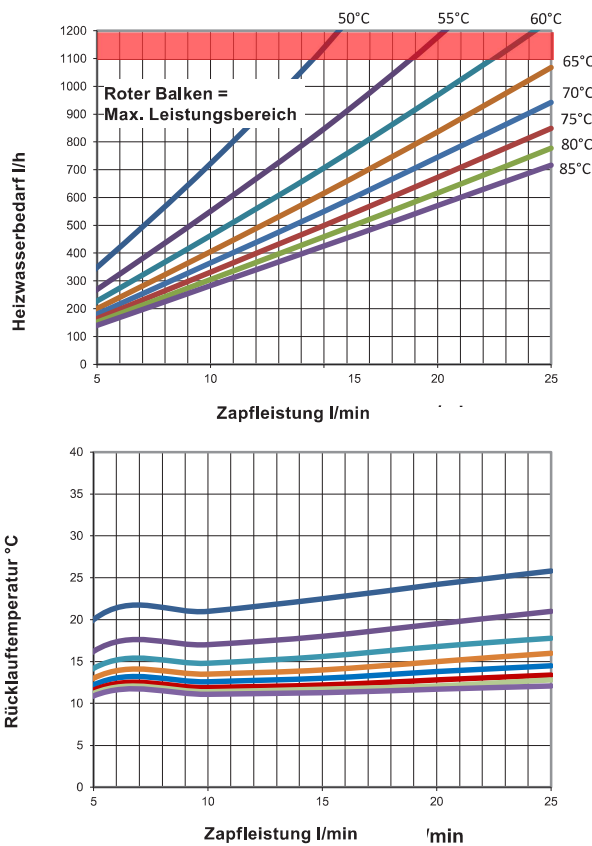 50°C 55°C 60°C
1200
1100
1000
900
800
700
600
500
400
300
200
100
0
Heizwasserbedarf l/h
Roter Balken =
Max. Leistungsbereich
65°C
70°C
75°C
80°C
85°C
5 10 15 20 25
Zapfleistung l/min
40
35
30
25
20
15
10
5
0
Rücklauftemperatur °C
5 10 15 20 25
Zapfleistung l/min /min